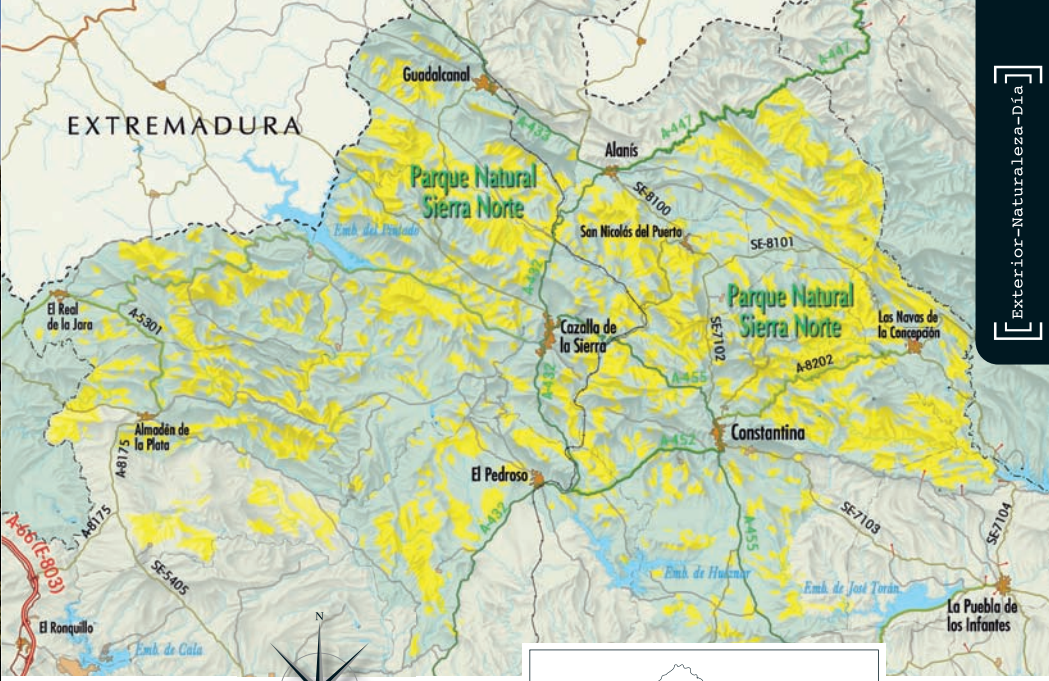 A-447
Guadalcanal
EXTREMADURA
A-433
A-447
Alanís
Parque Natural
Sierra Norte
SE-8100
San Nicolás del Puerto
SE-8101
Emb. del Pintado
A-432
Parque Natural
Sierra Norte
El Real
de la Jara
A-5301
Cazalla de
la Sierra
SE-7102
Las Navas de
la Concepción
A-8202
A-455
A-432
Almadén de
la Plata
A-8175
Constantina
A-452
El Pedroso
A-432
A-8175
A-66 (E-803)
SE-5405
A-455
SE-7103
SE-7104
Emb. de Huéznar
Emb. de José Torán
La Puebla de
los Infantes
El Ronquillo
Emb. de Cala
N
[Exterior-Naturaleza-Día]